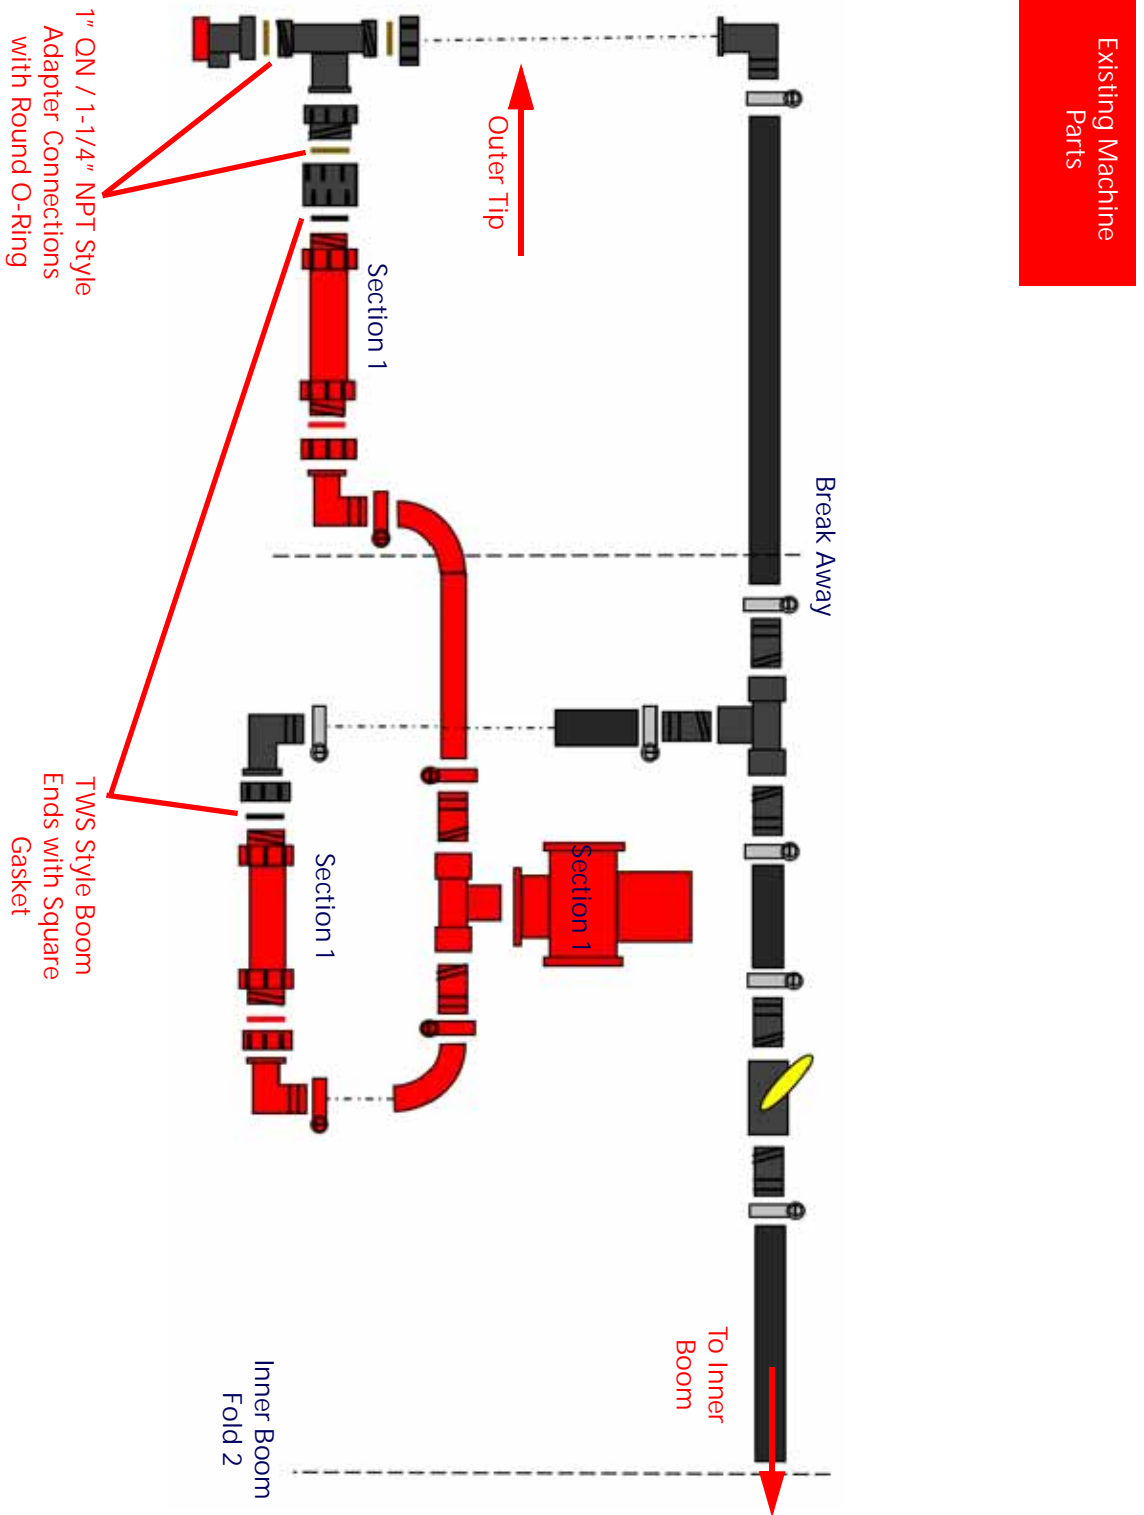 Existing Machine
Parts
Break Away
Outer Tip
Section 1
1" QN / 1-1/4" NPT Style
Adapter Connections
with Round O-Ring
Section 1
Section 1
TWS Style Boom
Ends with Square
Gasket
To Inner
Boom
Inner Boom
Fold 2